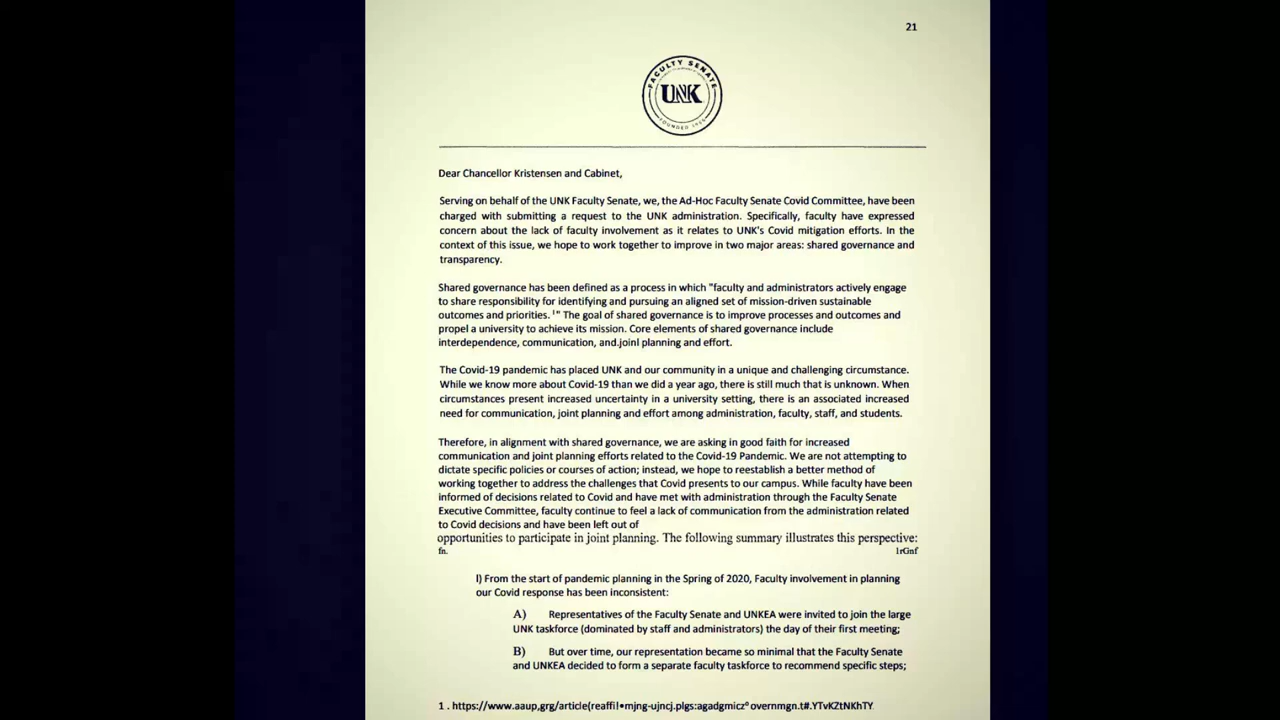 21
FACULTY SENATE
UNK
FOUNDED
Dear Chancellor Kristensen and Cabinet,
Serving on behalf of the UNK Faculty Senate, we, the Ad-Hoc Faculty Senate Covid Committee, have been
charged with submitting a request to the UNK administration. Specifically, faculty have expressed
concern about the lack of faculty involvement as it relates to UNK's Covid mitigation efforts. In the
context of this issue, we hope to work together to improve in two major areas: shared governance and
transparency.
Shared governance has been defined as a process in which "faculty and administrators actively engage
to share responsibility for identifying and pursuing an aligned set of mission-driven sustainable
outcomes and priorities. ¹" The goal of shared governance is to improve processes and outcomes and
propel a university to achieve its mission. Core elements of shared governance include
interdependence, communication, and.joinl planning and effort.
The Covid-19 pandemic has placed UNK and our community in a unique and challenging circumstance.
While we know more about Covid-19 than we did a year ago, there is still much that is unknown. When
circumstances present increased uncertainty in a university setting, there is an associated increased
need for communication, joint planning and effort among administration, faculty, staff, and students.
Therefore, in alignment with shared governance, we are asking in good faith for increased
communication and joint planning efforts related to the Covid-19 Pandemic. We are not attempting to
dictate specific policies or courses of action; instead, we hope to reestablish a better method of
working together to address the challenges that Covid presents to our campus. While faculty have been
informed of decisions related to Covid and have met with administration through the Faculty Senate
Executive Committee, faculty continue to feel a lack of communication from the administration related
to Covid decisions and have been left out of
opportunities to participate in joint planning. The following summary illustrates this perspective:
fn. 1rGnf
I) From the start of pandemic planning in the Spring of 2020, Faculty involvement in planning
our Covid response has been inconsistent:
A) Representatives of the Faculty Senate and UNKEA were invited to join the large
UNK taskforce (dominated by staff and administrators) the day of their first meeting;
B) But over time, our representation became so minimal that the Faculty Senate
and UNKEA decided to form a separate faculty taskforce to recommend specific steps;
1 . https://www.aaup,grg/article(reaffi!•mjng-ujncj.plgs:agadgmicz° overnmgn.t#.YTvKZtNKhTY